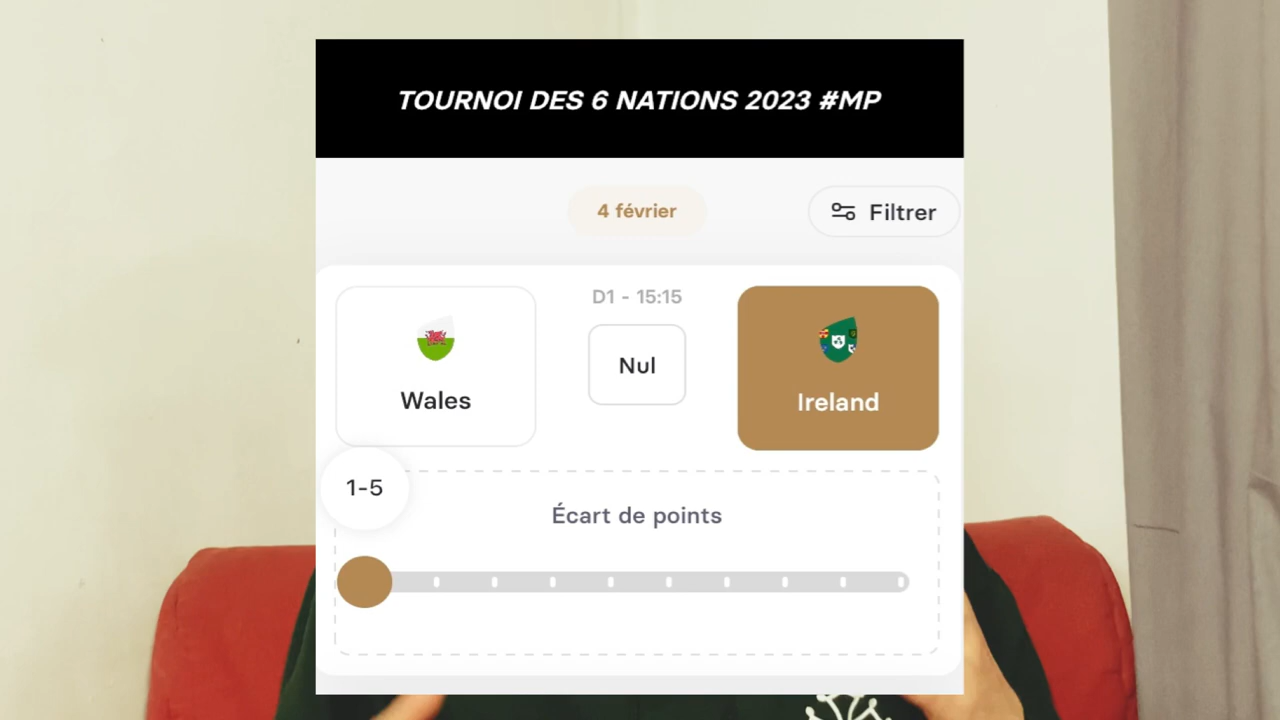 TOURNOI DES 6 NATIONS 2023 #MP
4 février
Filtrer
D1 - 15:15
Wales
Nul
Ireland
1-5
Écart de points